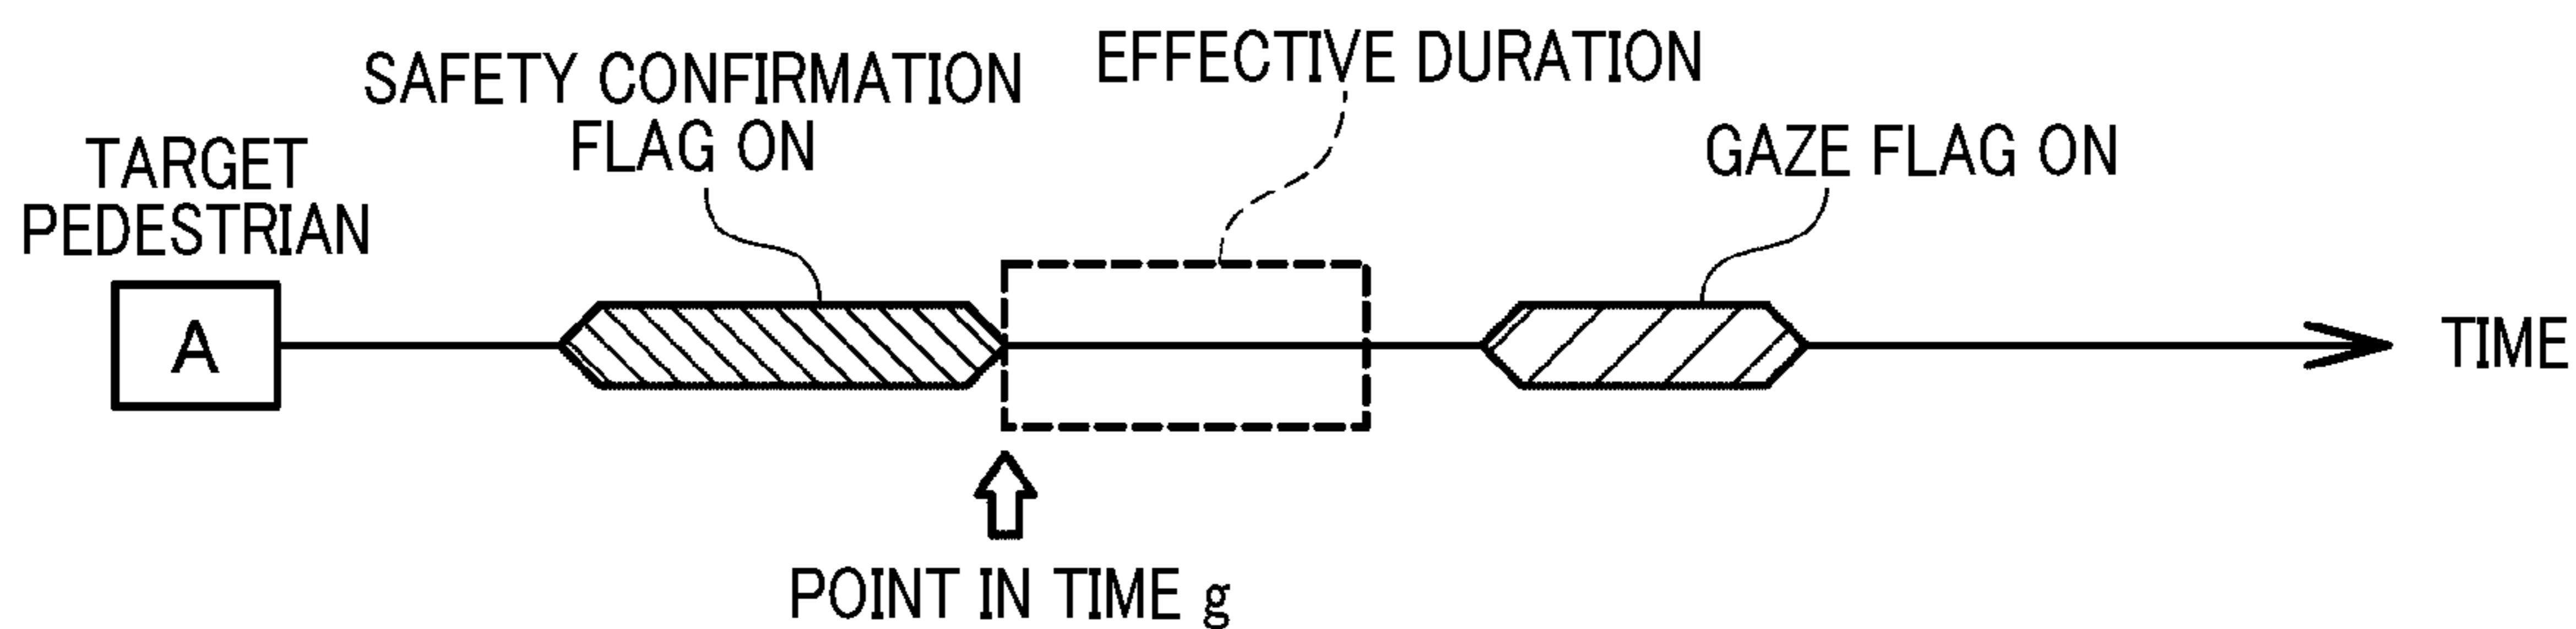 EFFECTIVE DURATION
SAFETY CONFIRMATION
FLAG ON
GAZE FLAG ON
TARGET
PEDESTRIAN
A
TIME
POINT IN TIME g